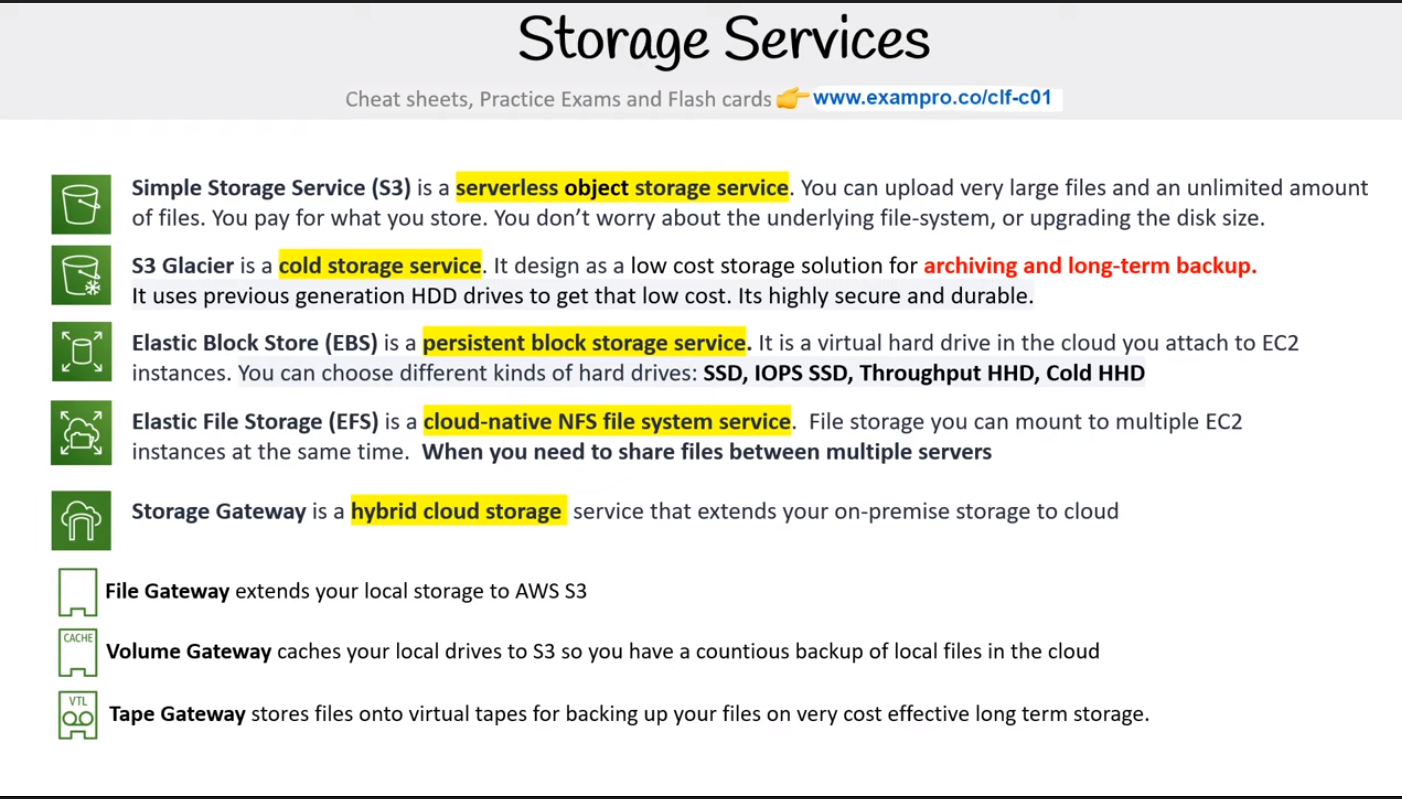 Storage Services
Cheat sheets, Practice Exams and Flash cards 👉 www.exampro.co/clf-c01
Simple Storage Service (S3) is a serverless object storage service. You can upload very large files and an unlimited amount
of files. You pay for what you store. You don’t worry about the underlying file-system, or upgrading the disk size.
S3 Glacier is a cold storage service. It design as a low cost storage solution for archiving and long-term backup.
It uses previous generation HDD drives to get that low cost. Its highly secure and durable.
Elastic Block Store (EBS) is a persistent block storage service. It is a virtual hard drive in the cloud you attach to EC2
instances. You can choose different kinds of hard drives: SSD, IOPS SSD, Throughput HHD, Cold HHD
Elastic File Storage (EFS) is a cloud-native NFS file system service. File storage you can mount to multiple EC2
instances at the same time. When you need to share files between multiple servers
Storage Gateway is a hybrid cloud storage service that extends your on-premise storage to cloud
File Gateway extends your local storage to AWS S3
CACHE
Volume Gateway caches your local drives to S3 so you have a countious backup of local files in the cloud
VTL
Tape Gateway stores files onto virtual tapes for backing up your files on very cost effective long term storage.